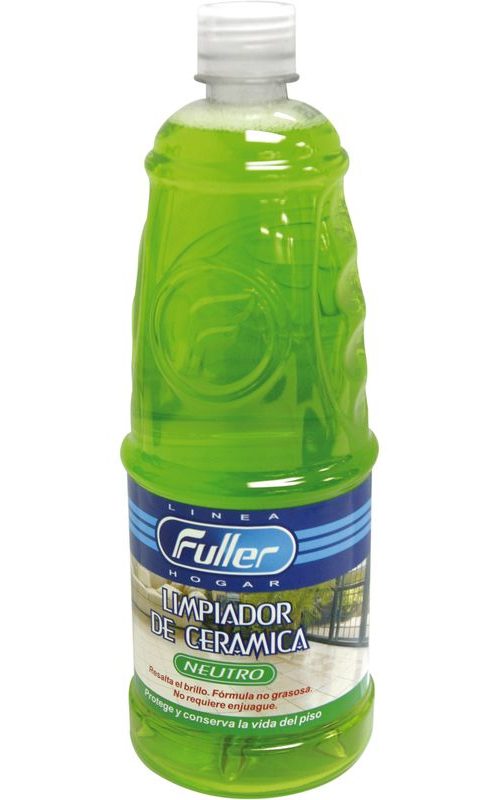 LINEA
Fuller
HOGAR
LIMPIADOR
DE CERAMICA
NEUTRO
Resalta el brillo. Fórmula no grasosa.
No requiere enjuague.
Protege y conserva la vida del piso